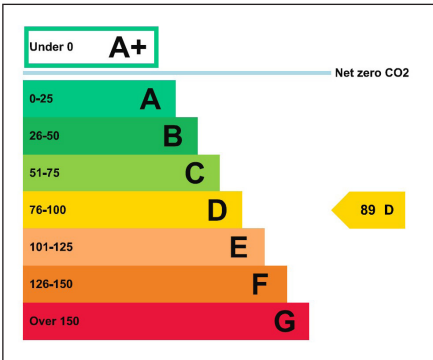 Under 0 A+
Net zero CO2
0-25 A
26-50 B
51-75 C
76-100 D
89 D
101-125 E
126-150 F
Over 150 G